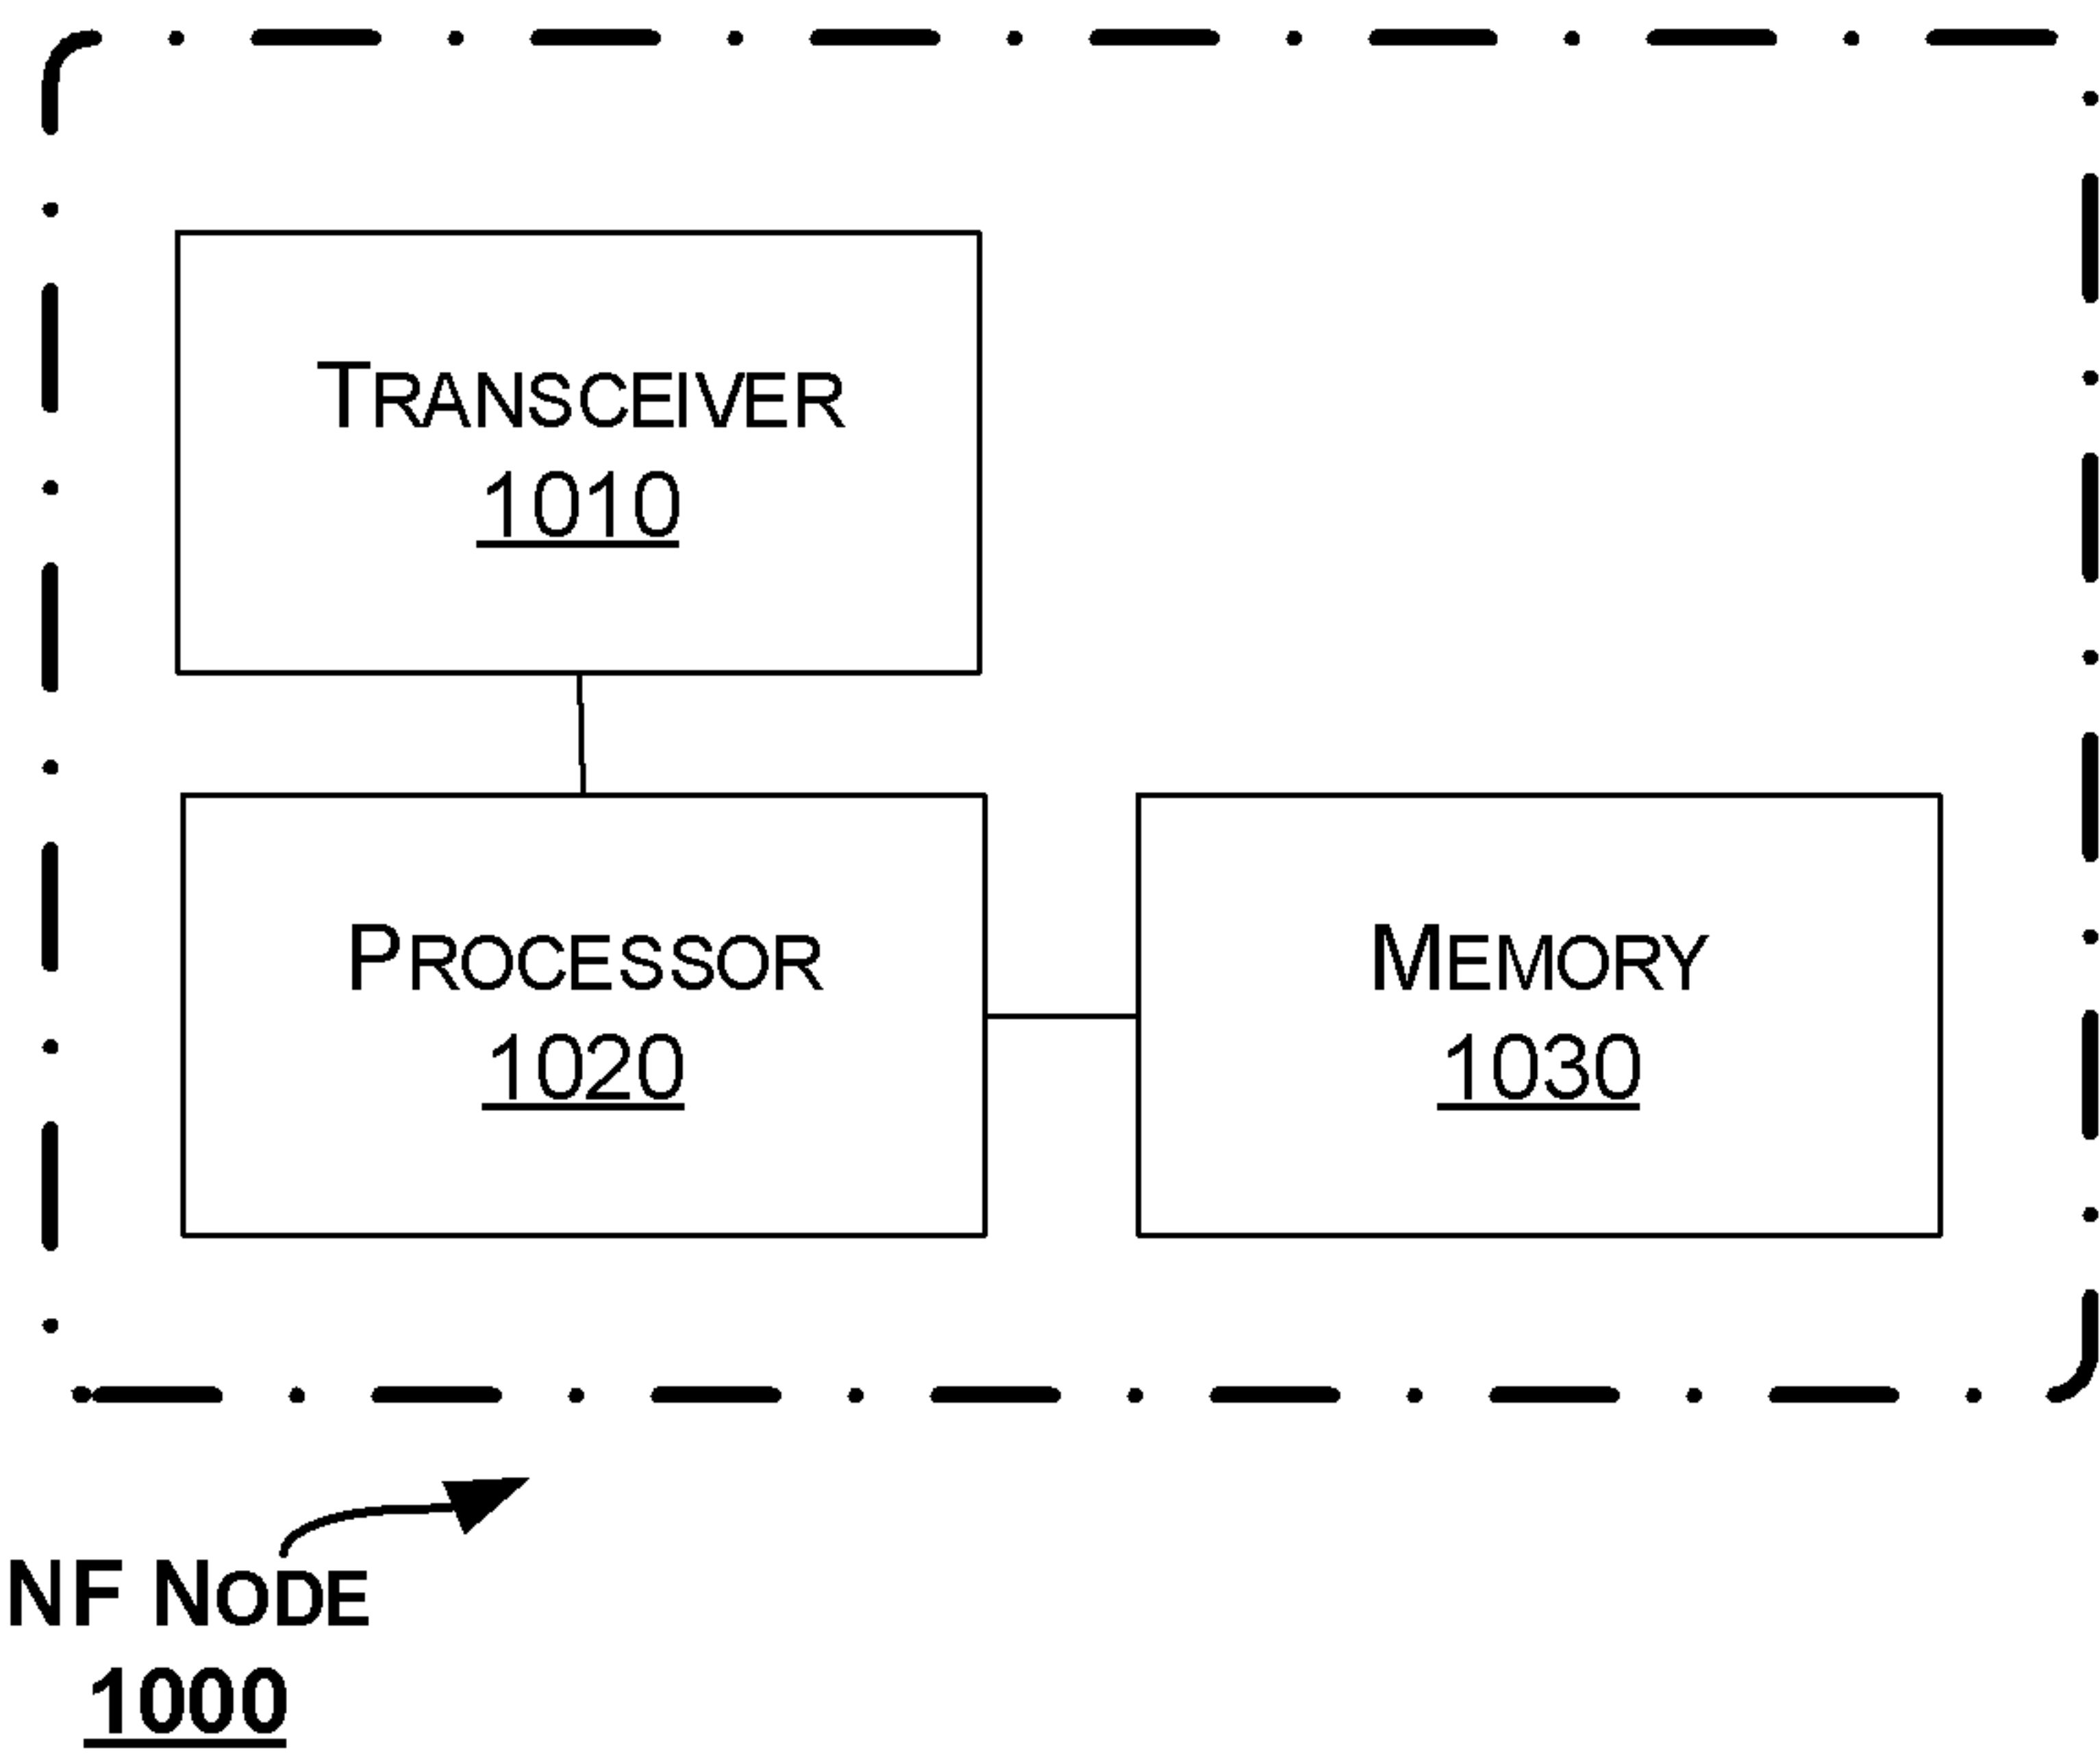 TRANSCEIVER
1010
PROCESSOR
1020
MEMORY
1030
NF NODE
1000